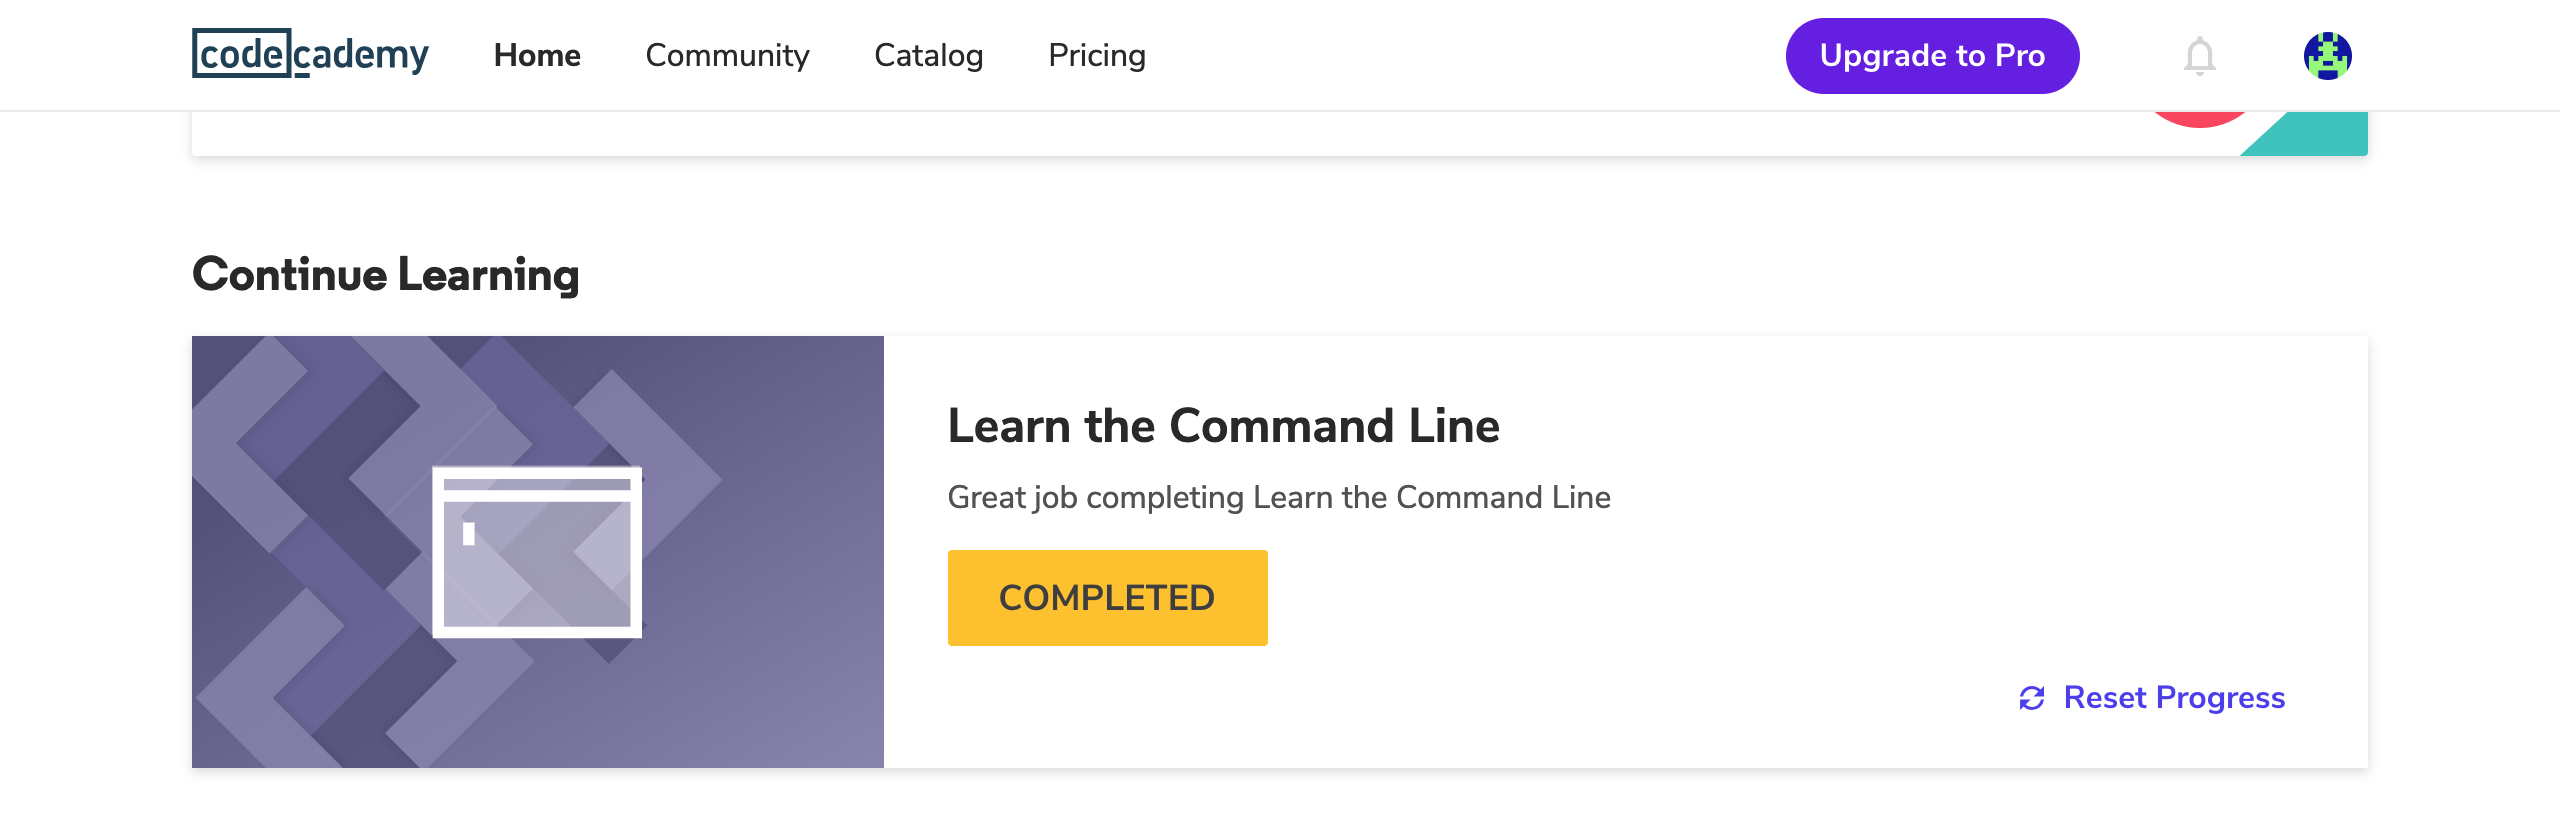 codecademy Home Community Catalog Pricing Upgrade to Pro
Continue Learning
Learn the Command Line
Great job completing Learn the Command Line
COMPLETED
Reset Progress